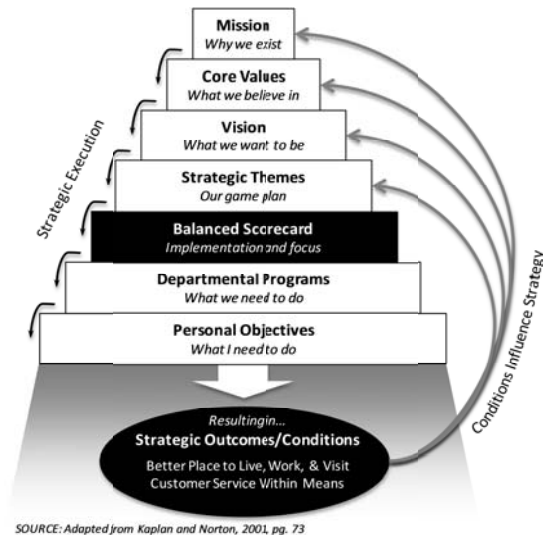 Mission
Why we exist
Core Values
What we believe in
Vision
What we want to be
Strategic Themes
Our game plan
Balanced Scorecard
Implementation and focus
Departmental Programs
What we need to do
Personal Objectives
What I need to do
Strategic Execution
Conditions Influence Strategy
Resulting in...
Strategic Outcomes/Conditions
Better Place to Live, Work, & Visit
Customer Service Within Means
SOURCE: Adapted from Kaplan and Norton, 2001, pg. 73